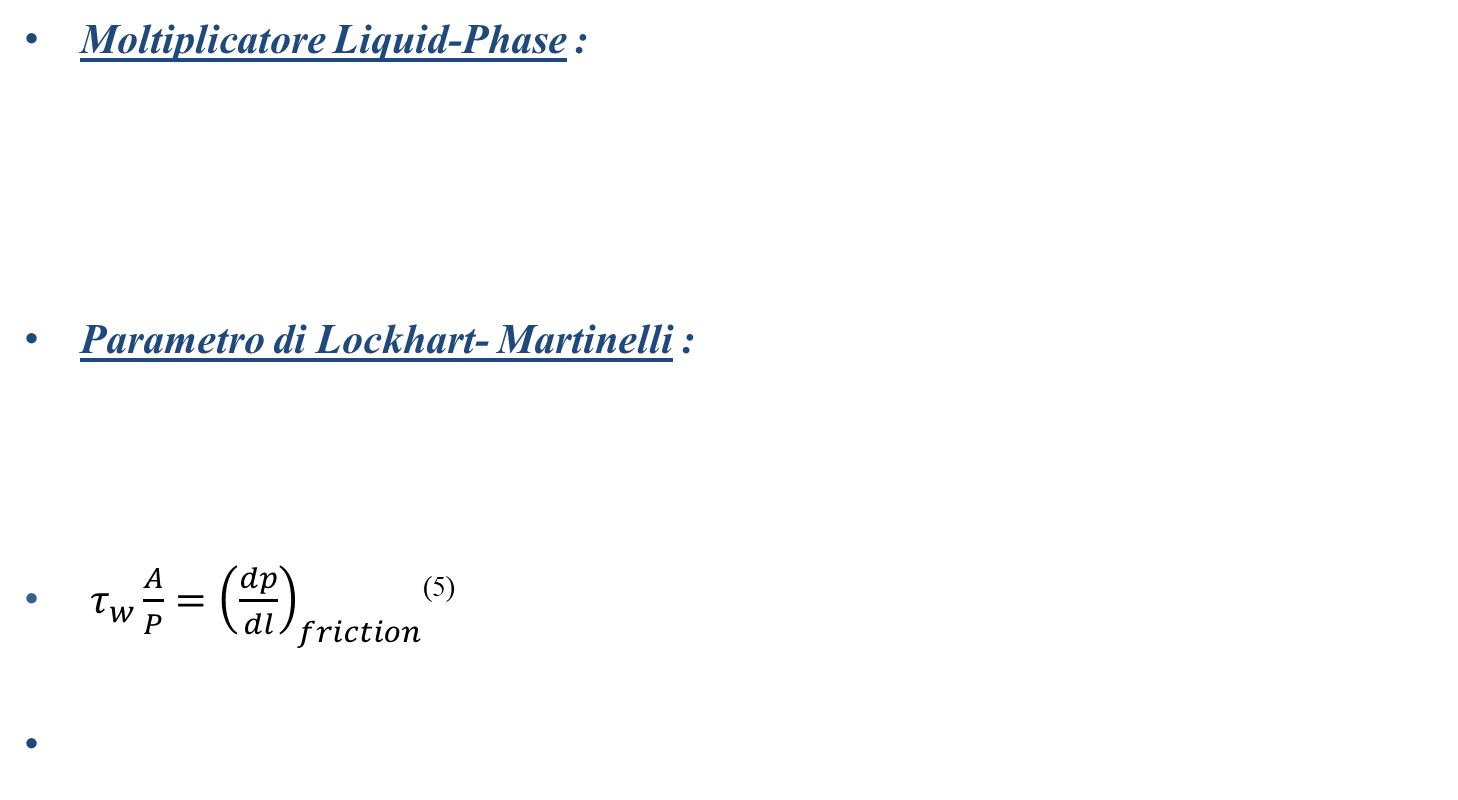 • Moltiplicatore Liquid-Phase :
• Parametro di Lockhart- Martinelli :
• τ_w A/P = (dp/dl)_friction (5)
•